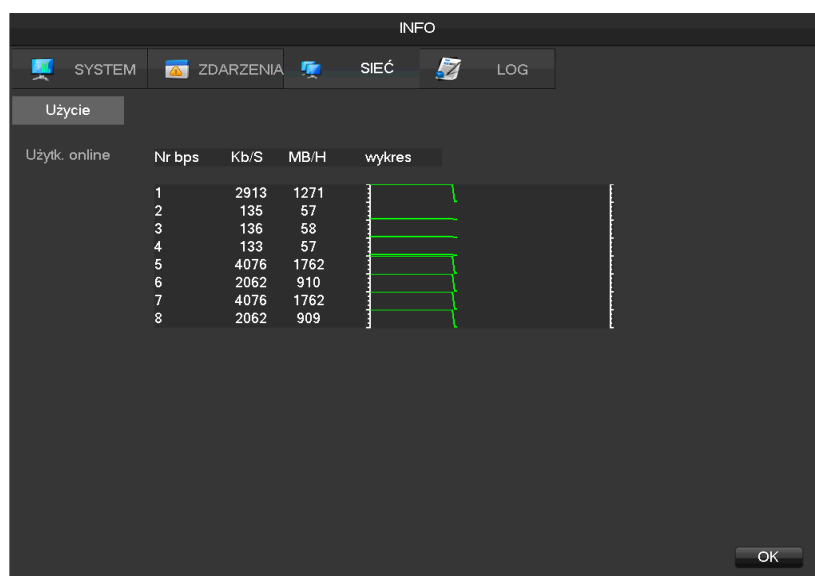 INFO
SYSTEM ZDARZENIA SIEĆ LOG
Użycie
Użytk. online
Nr bps Kb/S MB/H wykres
1 2913 1271
2 135 57
3 136 58
4 133 57
5 4076 1762
6 2062 910
7 4076 1762
8 2062 909
OK